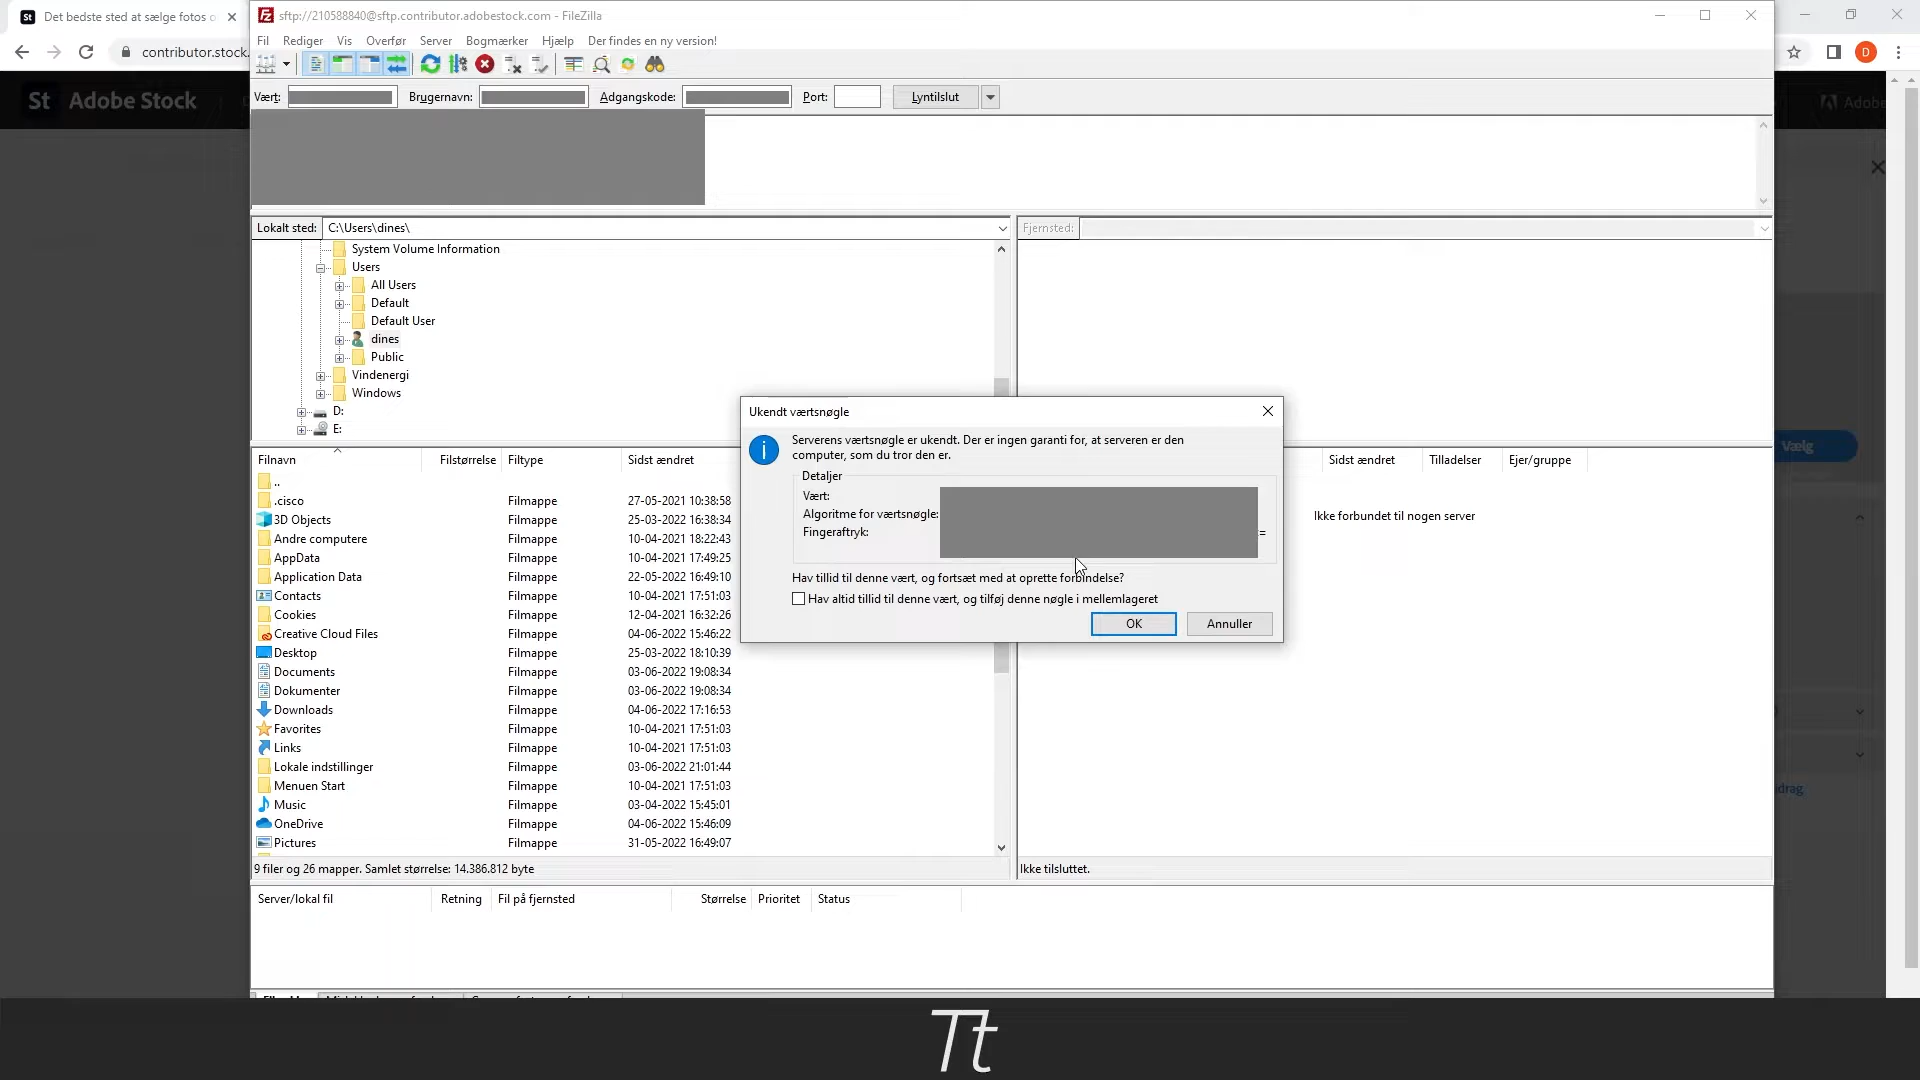 Det bedste sted at sælge fotos o
sftp://210588840@sftp.contributor.adobestock.com - FileZilla
Fil Rediger Vis Overfør Server Bogmærker Hjælp Der findes en ny version!
contributor.stock.
D
St Adobe Stock
Adobe
Vært: Brugernavn: Adgangskode: Port: Lyntilslut
Lokalt sted: C:\Users\dines\
Fjernsted:
System Volume Information
Users
All Users
Default
Default User
dines
Public
Vindenergi
Windows
D:
E:
Vælg
Ukendt værtsnøgle
Serverens værtsnøgle er ukendt. Der er ingen garanti for, at serveren er den
computer, som du tror den er.
Detaljer
Vært:
Algoritme for værtsnøgle:
Fingeraftryk: =
Hav tillid til denne vært, og fortsæt med at oprette forbindelse?
Hav altid tillid til denne vært, og tilføj denne nøgle i mellemlageret
OK Annuller
Filnavn Filstørrelse Filtype Sidst ændret
..
.cisco Filmappe 27-05-2021 10:38:58
3D Objects Filmappe 25-03-2022 16:38:34
Andre computere Filmappe 10-04-2021 18:22:43
AppData Filmappe 10-04-2021 17:49:25
Application Data Filmappe 22-05-2022 16:49:10
Contacts Filmappe 10-04-2021 17:51:03
Cookies Filmappe 12-04-2021 16:32:26
Creative Cloud Files Filmappe 04-06-2022 15:46:22
Desktop Filmappe 25-03-2022 18:10:39
Documents Filmappe 03-06-2022 19:08:34
Dokumenter Filmappe 03-06-2022 19:08:34
Downloads Filmappe 04-06-2022 17:16:53
Favorites Filmappe 10-04-2021 17:51:03
Links Filmappe 10-04-2021 17:51:03
Lokale indstillinger Filmappe 03-06-2022 21:01:44
Menuen Start Filmappe 10-04-2021 17:51:03
Music Filmappe 03-04-2022 15:45:01
OneDrive Filmappe 04-06-2022 15:46:09
Pictures Filmappe 31-05-2022 16:49:07
9 filer og 26 mapper. Samlet størrelse: 14.386.812 byte
Sidst ændret Tilladelser Ejer/gruppe
Ikke forbundet til nogen server
drag
Ikke tilsluttet.
Server/lokal fil Retning Fil på fjernsted Størrelse Prioritet Status
Tt